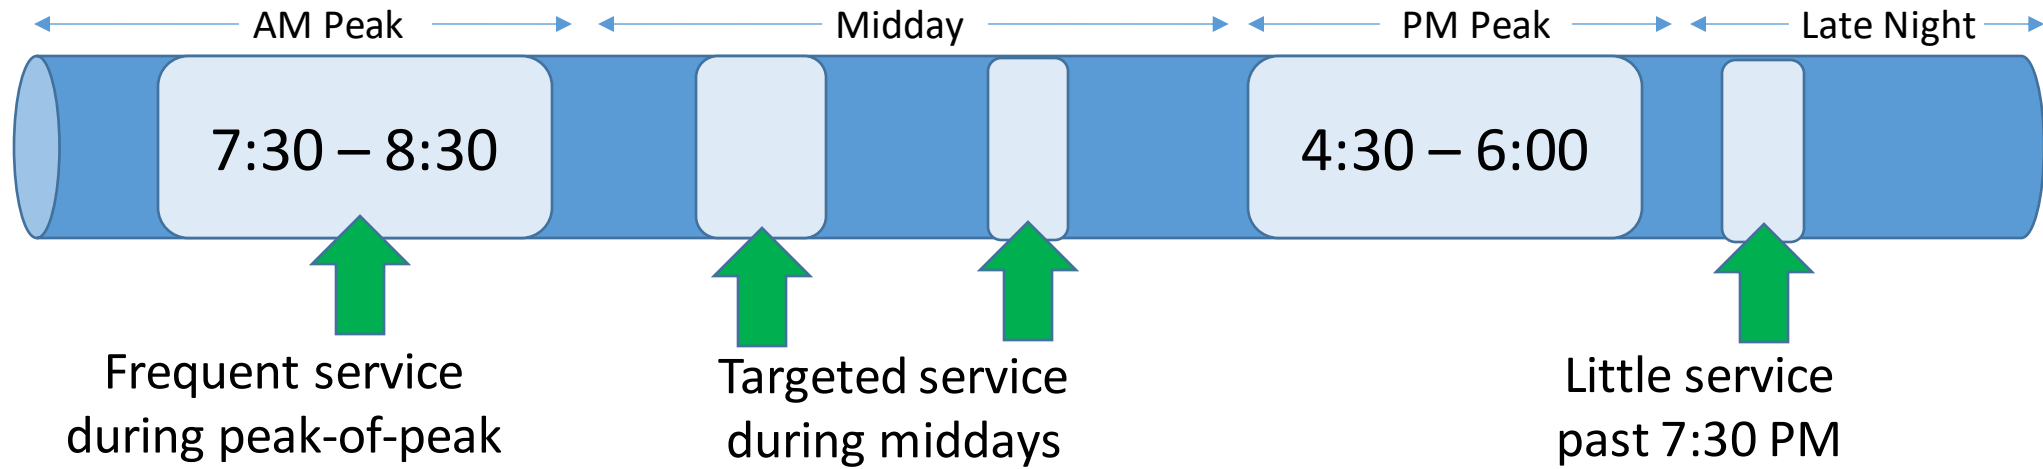 AM Peak
Midday
PM Peak
Late Night
7:30 – 8:30
4:30 – 6:00
Frequent service
during peak-of-peak
Targeted service
during middays
Little service
past 7:30 PM